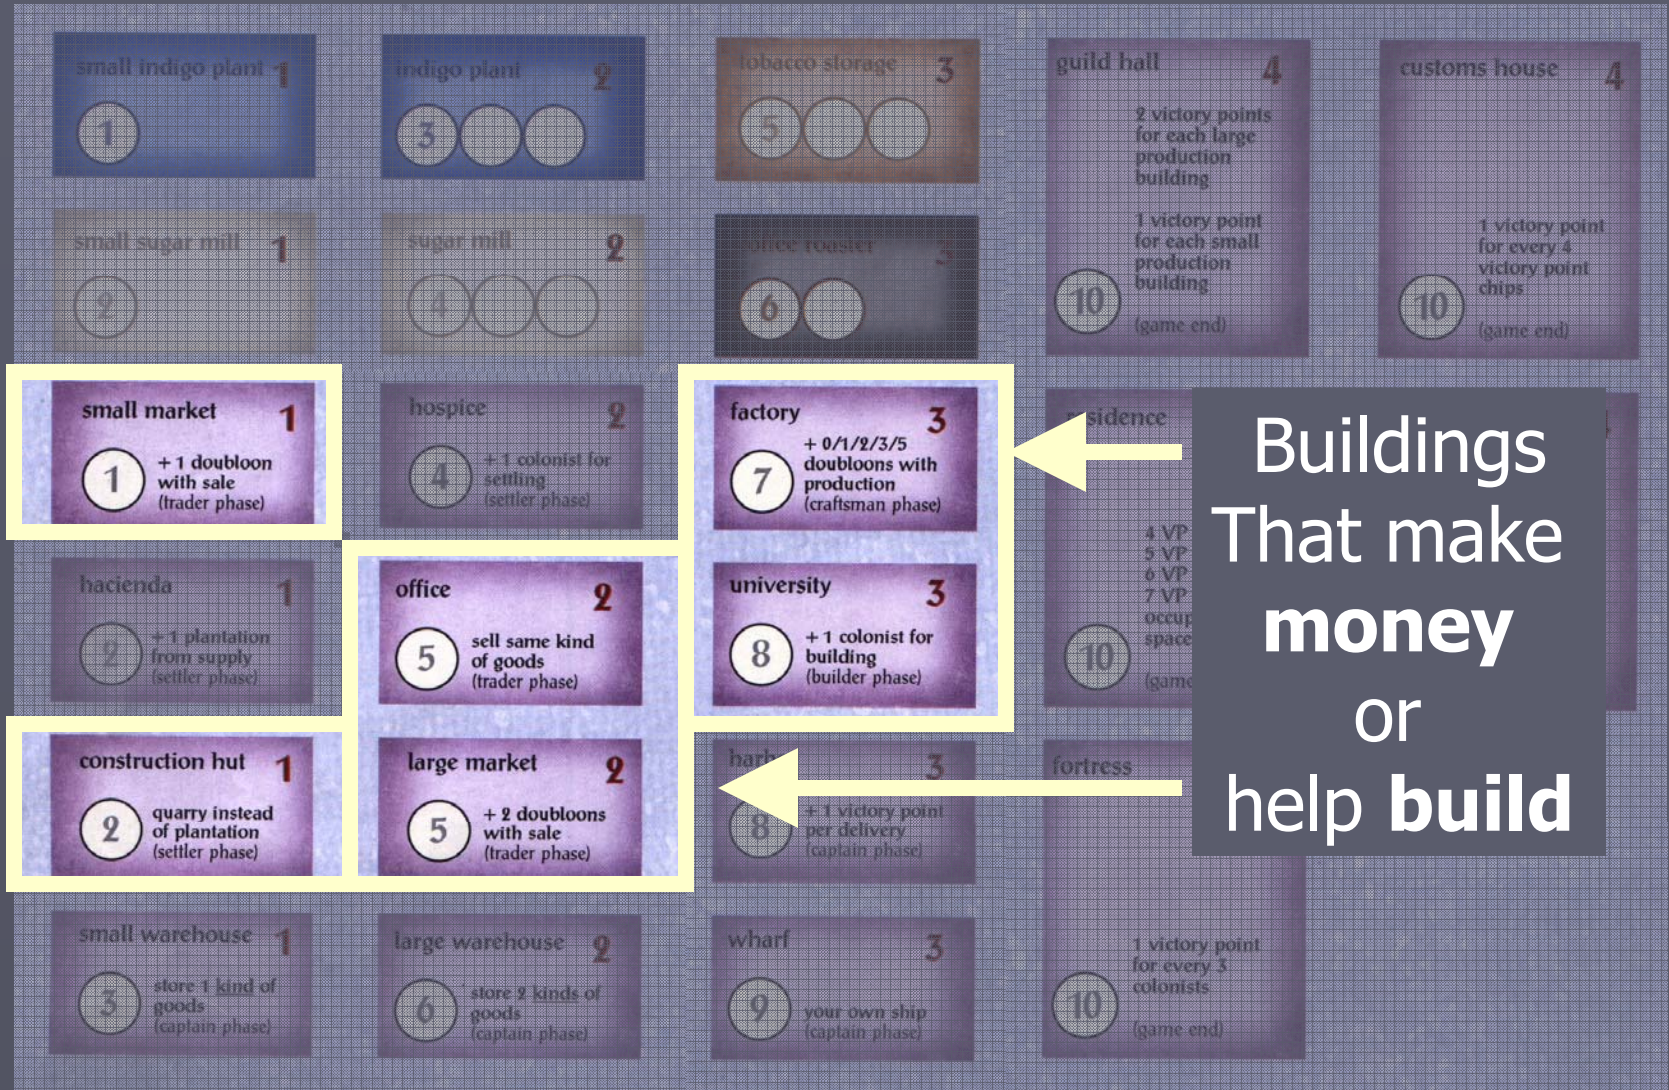 small indigo plant 1
1
indigo plant 2
3
tobacco storage 3
5
guild hall 4
2 victory points
for each large
production
building
1 victory point
for each small
production
building
10
(game end)
customs house 4
1 victory point
for every 4
victory point
chips
10
(game end)
small sugar mill 1
2
sugar mill 2
4
coffee roaster 3
6
small market 1
1
+ 1 doubloon
with sale
(trader phase)
hospice 2
4
+ 1 colonist for
settling
(settler phase)
factory 3
7
+ 0/1/2/3/5
doubloons with
production
(craftsman phase)
residence
4 VP
5 VP
6 VP
7 VP
10
Buildings
That make
money
or
help build
hacienda 1
2
+ 1 plantation
from supply
(settler phase)
office 2
5
sell same kind
of goods
(trader phase)
university 3
8
+ 1 colonist for
building
(builder phase)
construction hut 1
2
quarry instead
of plantation
(settler phase)
large market 2
5
+ 2 doubloons
with sale
(trader phase)
3
8
+ 1 victory point
per delivery
(captain phase)
fortress
1 victory point
for every 3
colonists
10
(game end)
small warehouse 1
3
store 1 kind of
goods
(captain phase)
large warehouse 2
6
store 2 kinds of
goods
(captain phase)
wharf 3
9
your own ship
(captain phase)